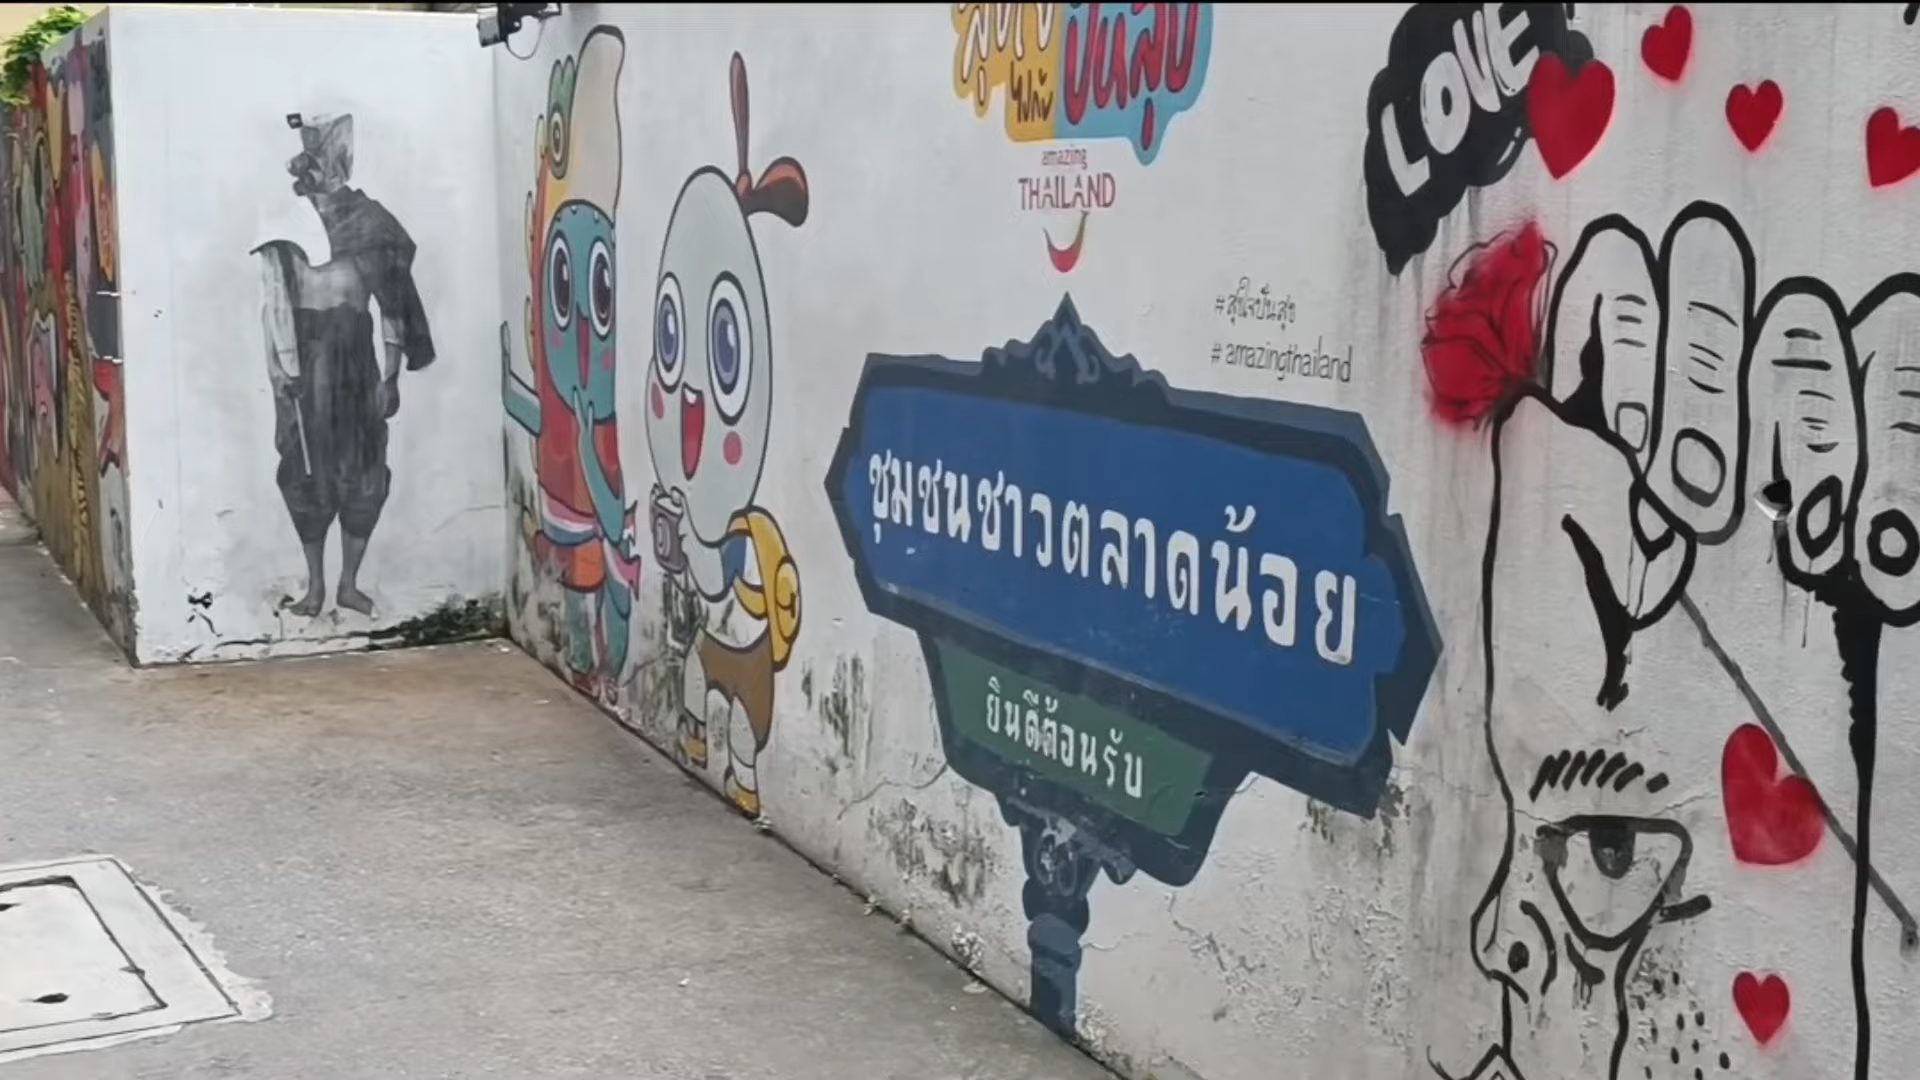 สุขใจ
ไปกับ
ปันสุข
amazing
THAILAND
LOVE
#สุขใจปันสุข
#amazingthailand
ชุมชนชาวตลาดน้อย
ยินดีต้อนรับ